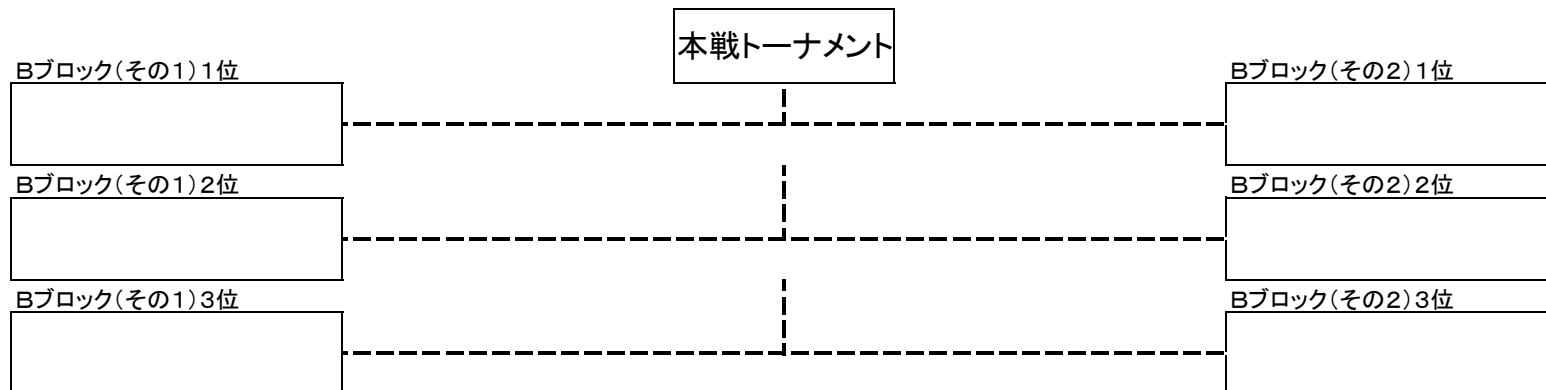 本戦トーナメント
Bブロック(その1)1位
Bブロック(その2)1位
Bブロック(その1)2位
Bブロック(その2)2位
Bブロック(その1)3位
Bブロック(その2)3位